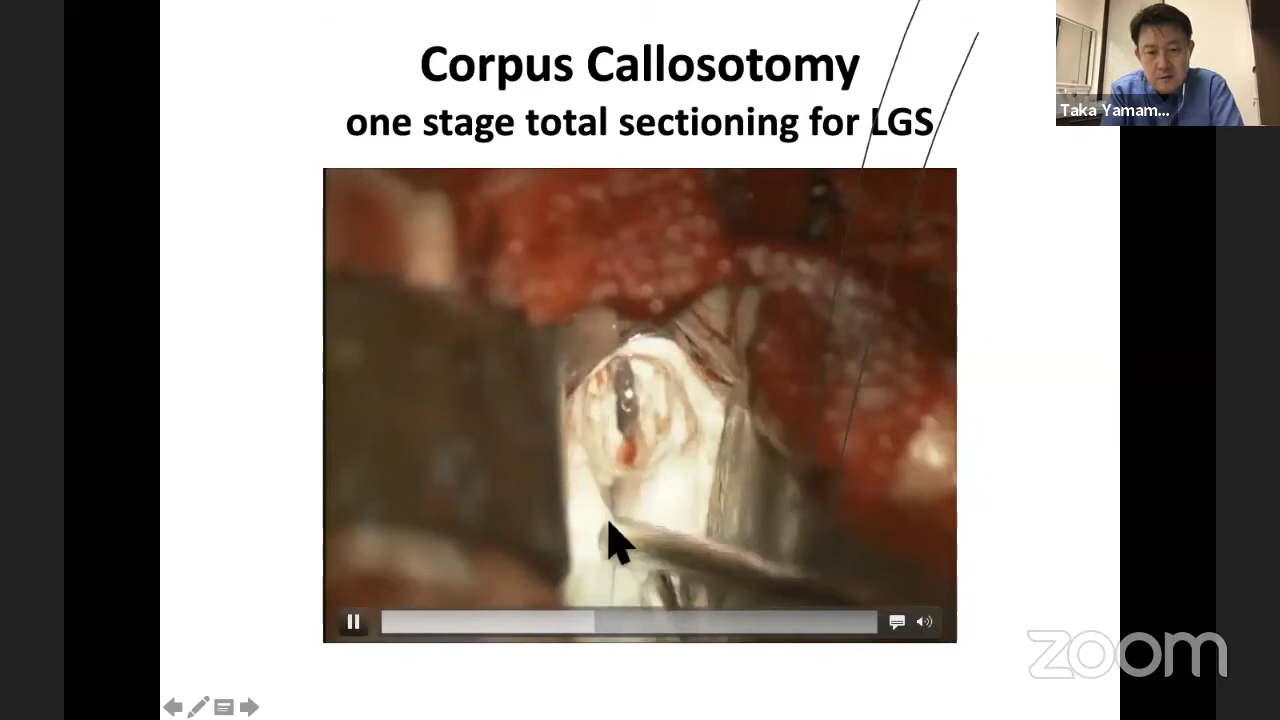 Corpus Callosotomy
one stage total sectioning for LGS
Taka Yamam...
zoom